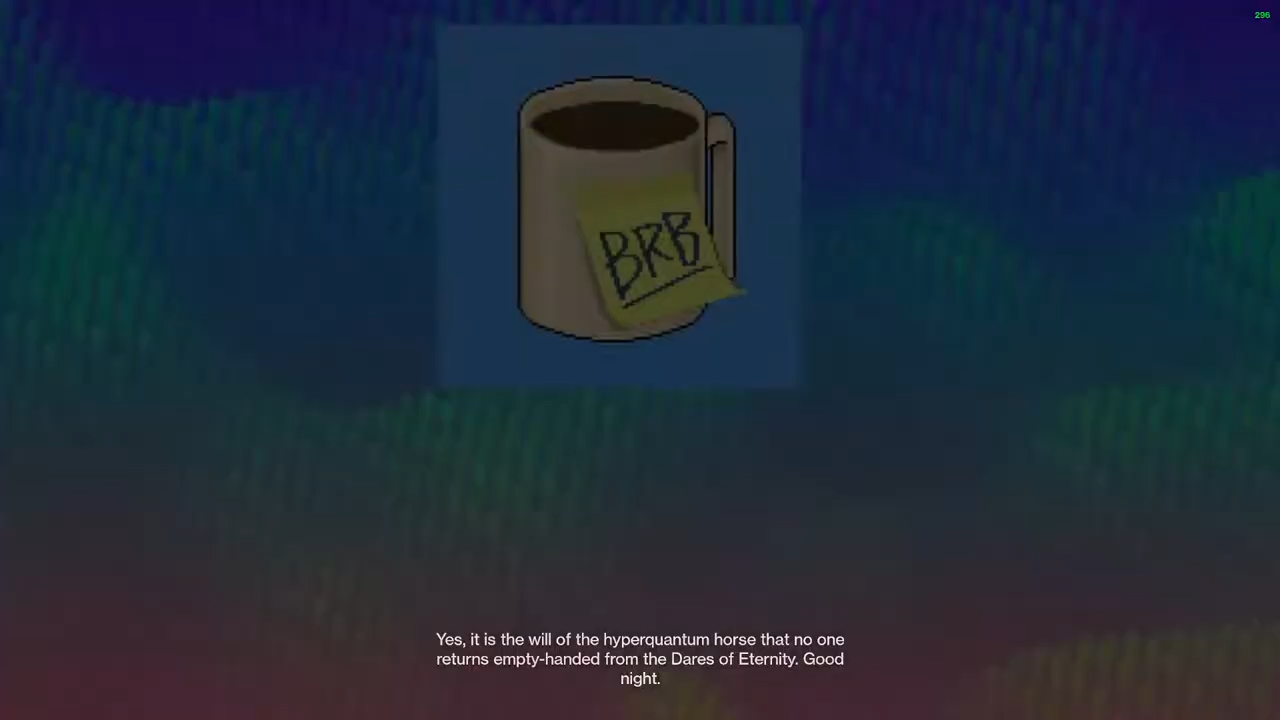 296
BRB
Yes, it is the will of the hyperquantum horse that no one
returns empty-handed from the Dares of Eternity. Good
night.